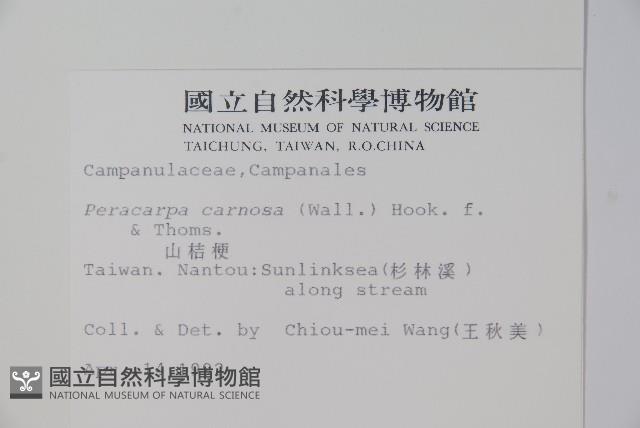 國立自然科學博物館
NATIONAL MUSEUM OF NATURAL SCIENCE
TAICHUNG, TAIWAN, R.O.CHINA
Campanulaceae,Campanales
Peracarpa carnosa (Wall.) Hook. f.
& Thoms.
山桔梗
Taiwan. Nantou:Sunlinksea(杉林溪)
along stream
Coll. & Det. by Chiou-mei Wang(王秋美)
國立自然科學博物館
NATIONAL MUSEUM OF NATURAL SCIENCE